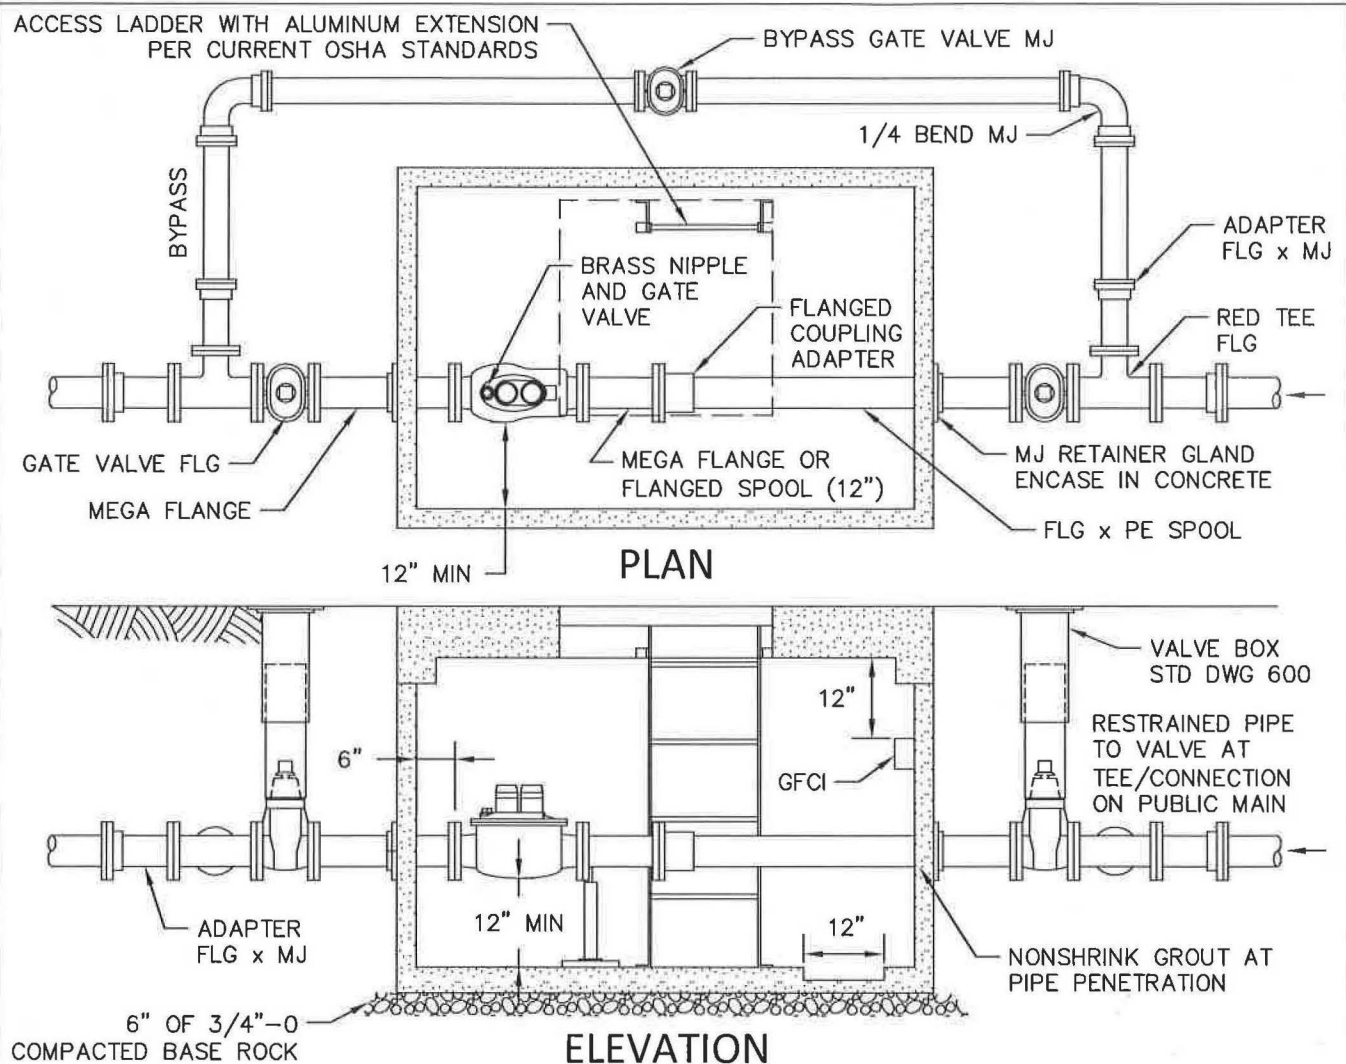 ACCESS LADDER WITH ALUMINUM EXTENSION
PER CURRENT OSHA STANDARDS
BYPASS GATE VALVE MJ
1/4 BEND MJ
BYPASS
ADAPTER
FLG x MJ
BRASS NIPPLE
AND GATE
VALVE
FLANGED
COUPLING
ADAPTER
RED TEE
FLG
GATE VALVE FLG
MEGA FLANGE
MEGA FLANGE OR
FLANGED SPOOL (12")
MJ RETAINER GLAND
ENCASE IN CONCRETE
FLG x PE SPOOL
12" MIN
PLAN
VALVE BOX
STD DWG 600
12"
RESTRAINED PIPE
TO VALVE AT
TEE/CONNECTION
ON PUBLIC MAIN
6"
GFCI
ADAPTER
FLG x MJ
12" MIN
12"
NONSHRINK GROUT AT
PIPE PENETRATION
6" OF 3/4"-0
COMPACTED BASE ROCK
ELEVATION